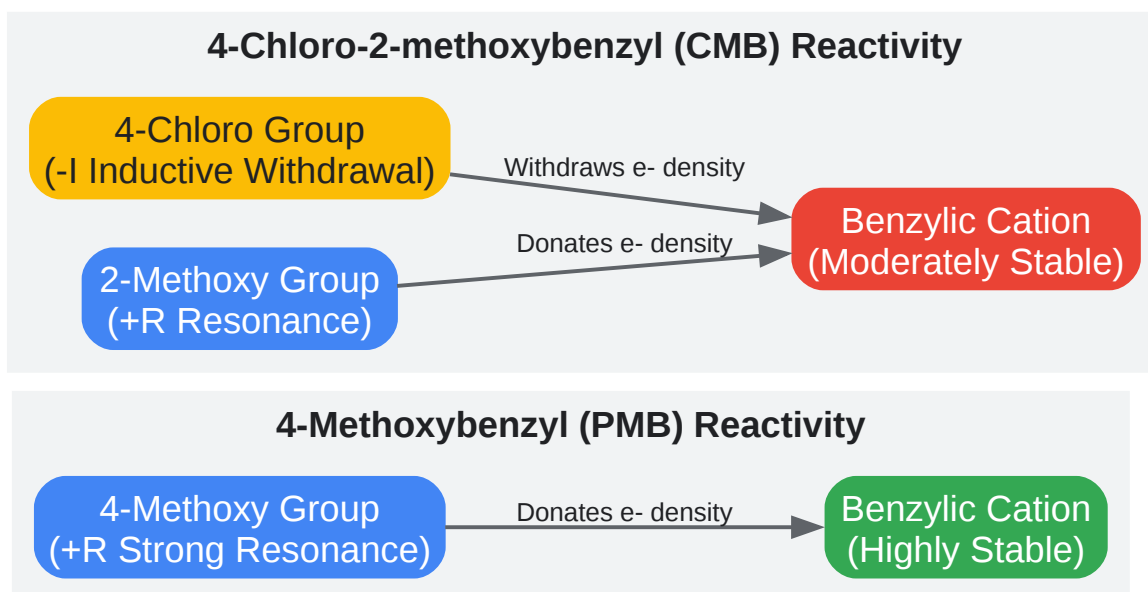 4-Chloro-2-methoxybenzyl (CMB) Reactivity
4-Chloro Group
(-I Inductive Withdrawal)
Withdraws e- density
Donates e- density
2-Methoxy Group
(+R Resonance)
Benzylic Cation
(Moderately Stable)
4-Methoxybenzyl (PMB) Reactivity
4-Methoxy Group
(+R Strong Resonance)
Donates e- density
Benzylic Cation
(Highly Stable)